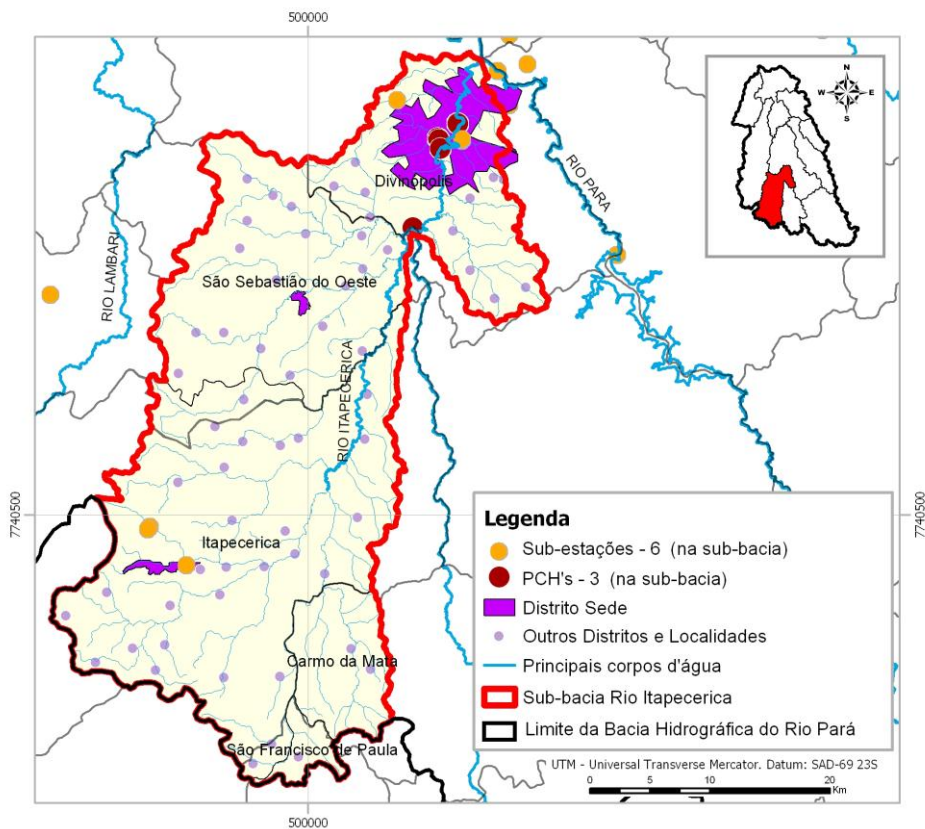 500000
N
W E
S
RIO PARA
Divinópolis
RIO LAMBARI
São Sebastião do Oeste
RIO ITAPECERICA
7740500
7740500
Itapecerica
Carmo da Mata
São Francisco de Paula
Legenda
Sub-estações - 6 (na sub-bacia)
PCH's - 3 (na sub-bacia)
Distrito Sede
Outros Distritos e Localidades
Principais corpos d'água
Sub-bacia Rio Itapecerica
Limite da Bacia Hidrográfica do Rio Pará
UTM - Universal Transverse Mercator. Datum: SAD-69 23S
0 5 10 20
Km
500000